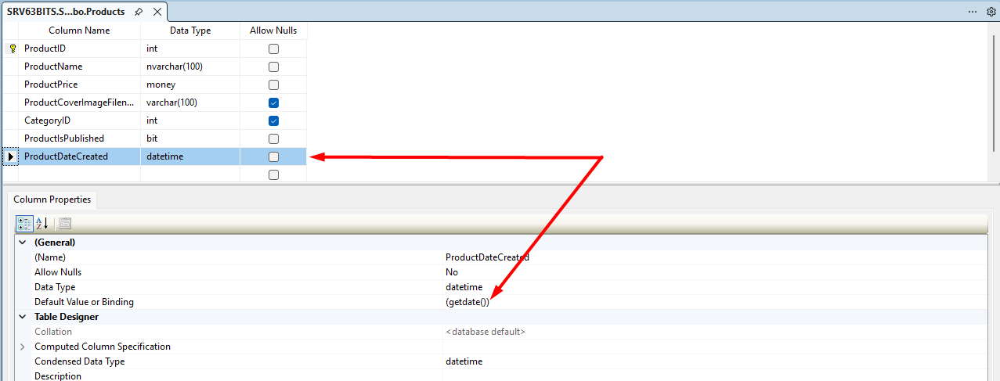 SRV63BITS.S...bo.Products
Column Name Data Type Allow Nulls
ProductID int
ProductName nvarchar(100)
ProductPrice money
ProductCoverImageFilen... varchar(100)
CategoryID int
ProductIsPublished bit
ProductDateCreated datetime
Column Properties
(General)
(Name) ProductDateCreated
Allow Nulls No
Data Type datetime
Default Value or Binding (getdate())
Table Designer
Collation <database default>
Computed Column Specification
Condensed Data Type datetime
Description